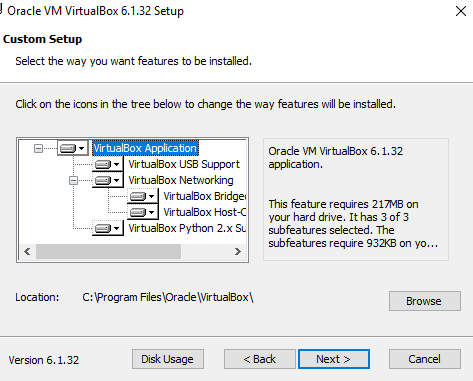 Oracle VM VirtualBox 6.1.32 Setup
Custom Setup
Select the way you want features to be installed.
Click on the icons in the tree below to change the way features will be installed.
VirtualBox Application
VirtualBox USB Support
VirtualBox Networking
VirtualBox Bridge
VirtualBox Host-C
VirtualBox Python 2.x Su
Oracle VM VirtualBox 6.1.32
application.
This feature requires 217MB on
your hard drive. It has 3 of 3
subfeatures selected. The
subfeatures require 932KB on yo...
Location: C:\Program Files\Oracle\VirtualBox\
Browse
Version 6.1.32
Disk Usage
< Back
Next >
Cancel